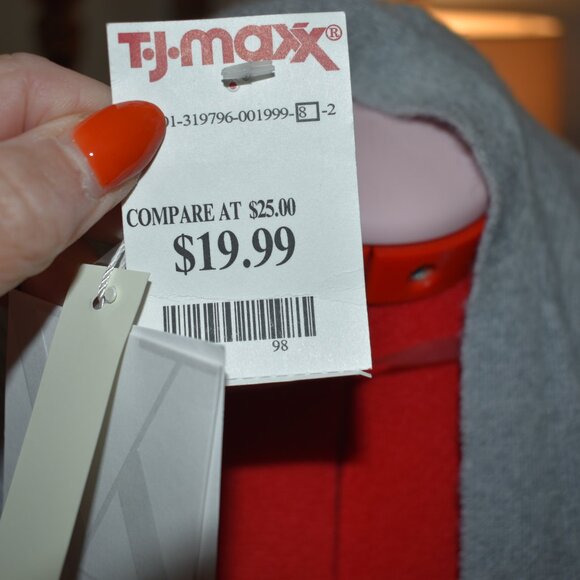 T·J·maxx®
01-319796-001999-8-2
COMPARE AT $25.00
$19.99
98